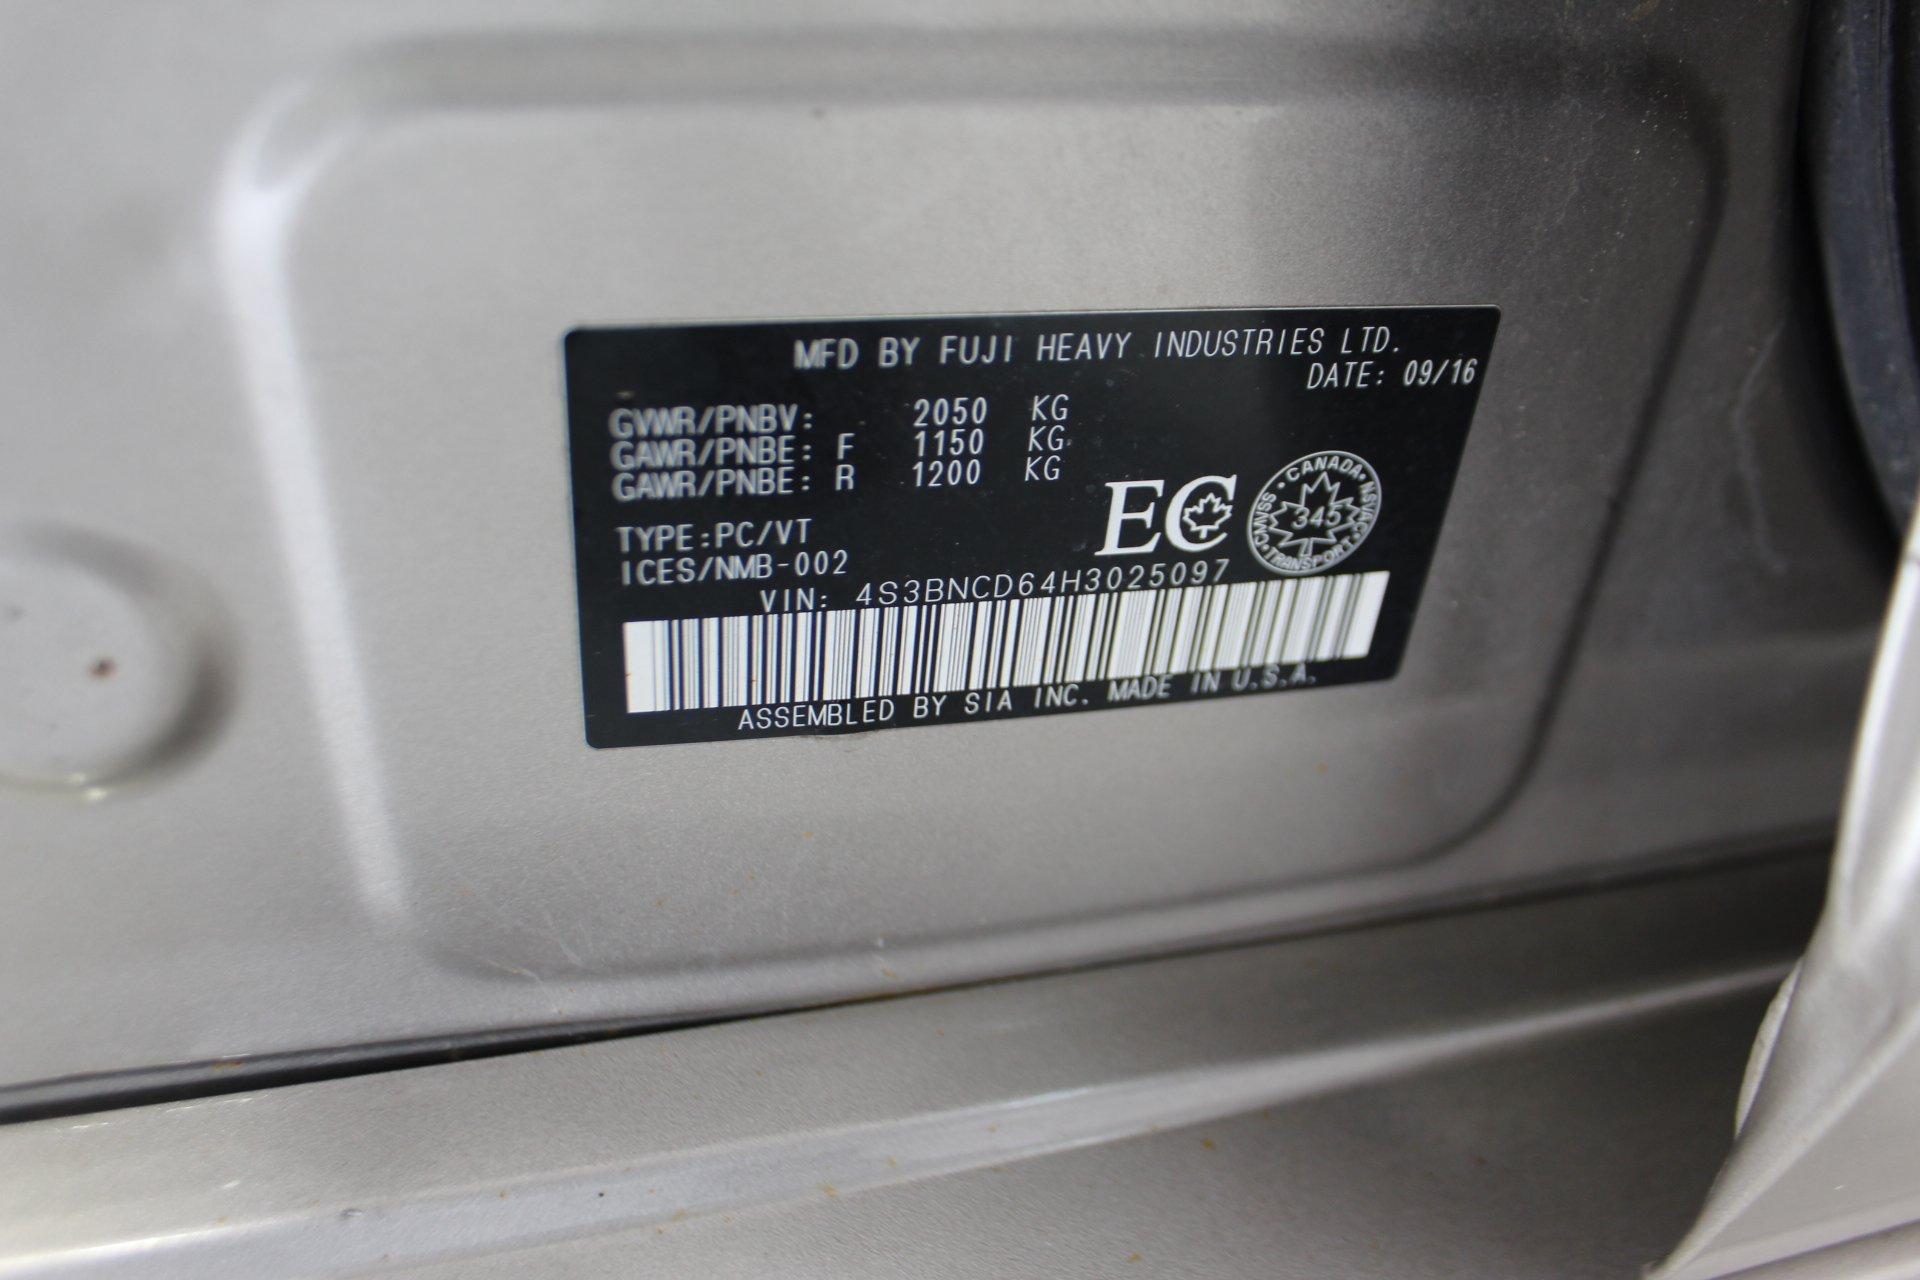 MFD BY FUJI HEAVY INDUSTRIES LTD.
DATE: 09/16
GVWR/PNBV: 2050 KG
GAWR/PNBE: F 1150 KG
GAWR/PNBE: R 1200 KG
EC
CANADA NSVAC TRANSPORT CMVSS
345
TYPE:PC/VT
ICES/NMB-002
VIN: 4S3BNCD64H3025097
ASSEMBLED BY SIA INC. MADE IN U.S.A.